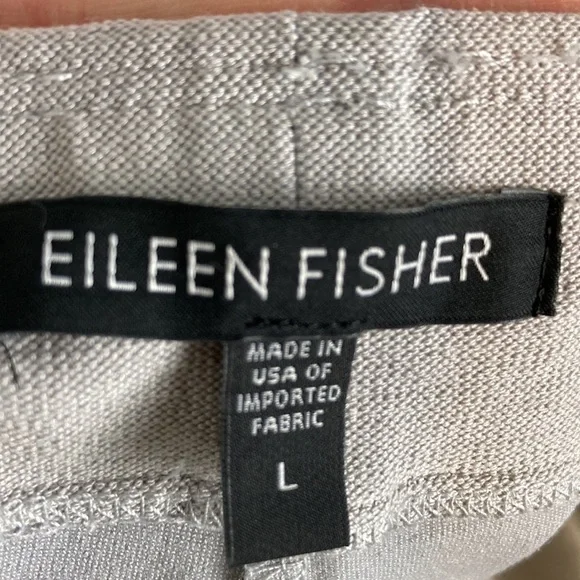 EILEEN FISHER
MADE IN
USA OF
IMPORTED
FABRIC
L